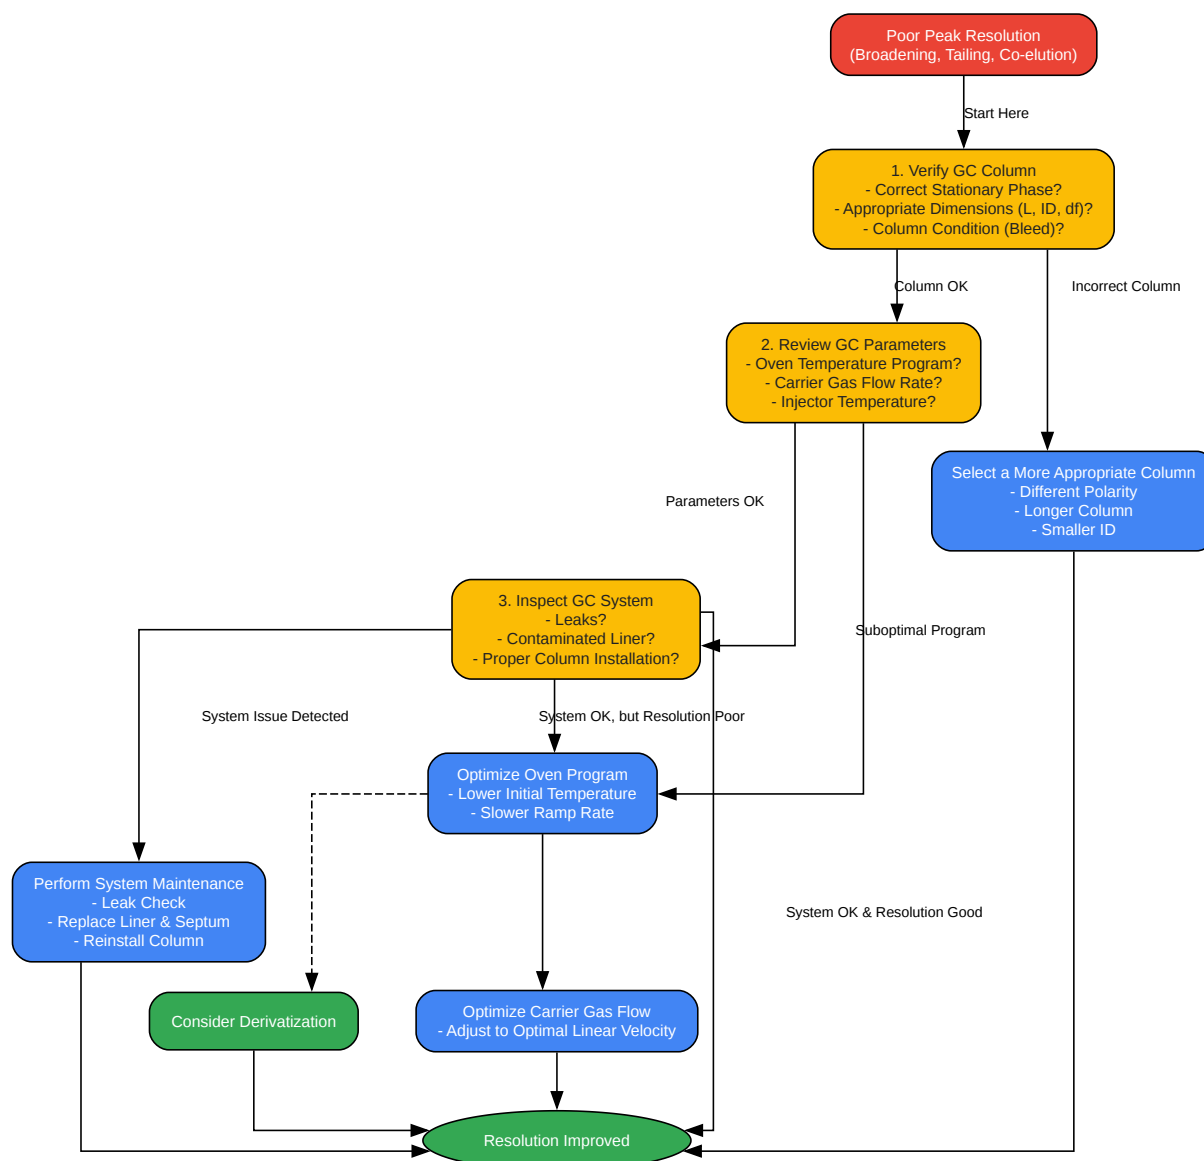 Poor Peak Resolution
(Broadening, Tailing, Co-elution)
Start Here
1. Verify GC Column
- Correct Stationary Phase?
- Appropriate Dimensions (L, ID, df)?
- Column Condition (Bleed)?
Column OK
Incorrect Column
2. Review GC Parameters
- Oven Temperature Program?
- Carrier Gas Flow Rate?
- Injector Temperature?
Select a More Appropriate Column
- Different Polarity
- Longer Column
- Smaller ID
Parameters OK
3. Inspect GC System
- Leaks?
- Contaminated Liner?
- Proper Column Installation?
Suboptimal Program
System Issue Detected
System OK, but Resolution Poor
Optimize Oven Program
- Lower Initial Temperature
- Slower Ramp Rate
Perform System Maintenance
- Leak Check
- Replace Liner & Septum
- Reinstall Column
System OK & Resolution Good
Consider Derivatization
Optimize Carrier Gas Flow
- Adjust to Optimal Linear Velocity
Resolution Improved